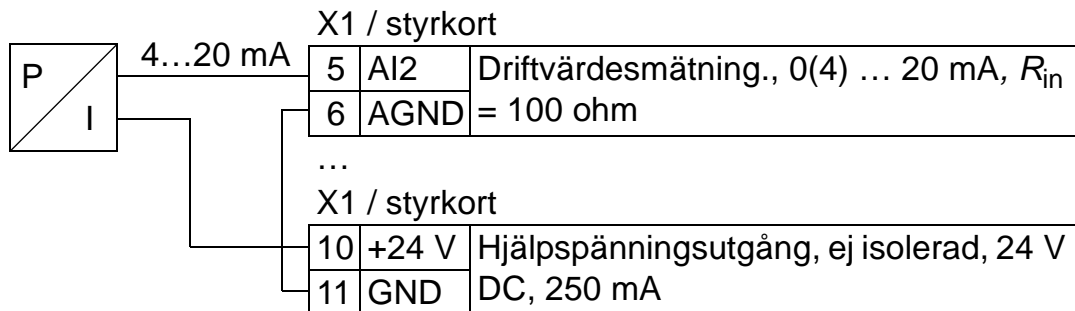 X1 / styrkort
P
I
4…20 mA
5 AI2 Driftvärdesmätning., 0(4) … 20 mA, Rin
6 AGND = 100 ohm
…
X1 / styrkort
10 +24 V Hjälpspänningsutgång, ej isolerad, 24 V
11 GND DC, 250 mA